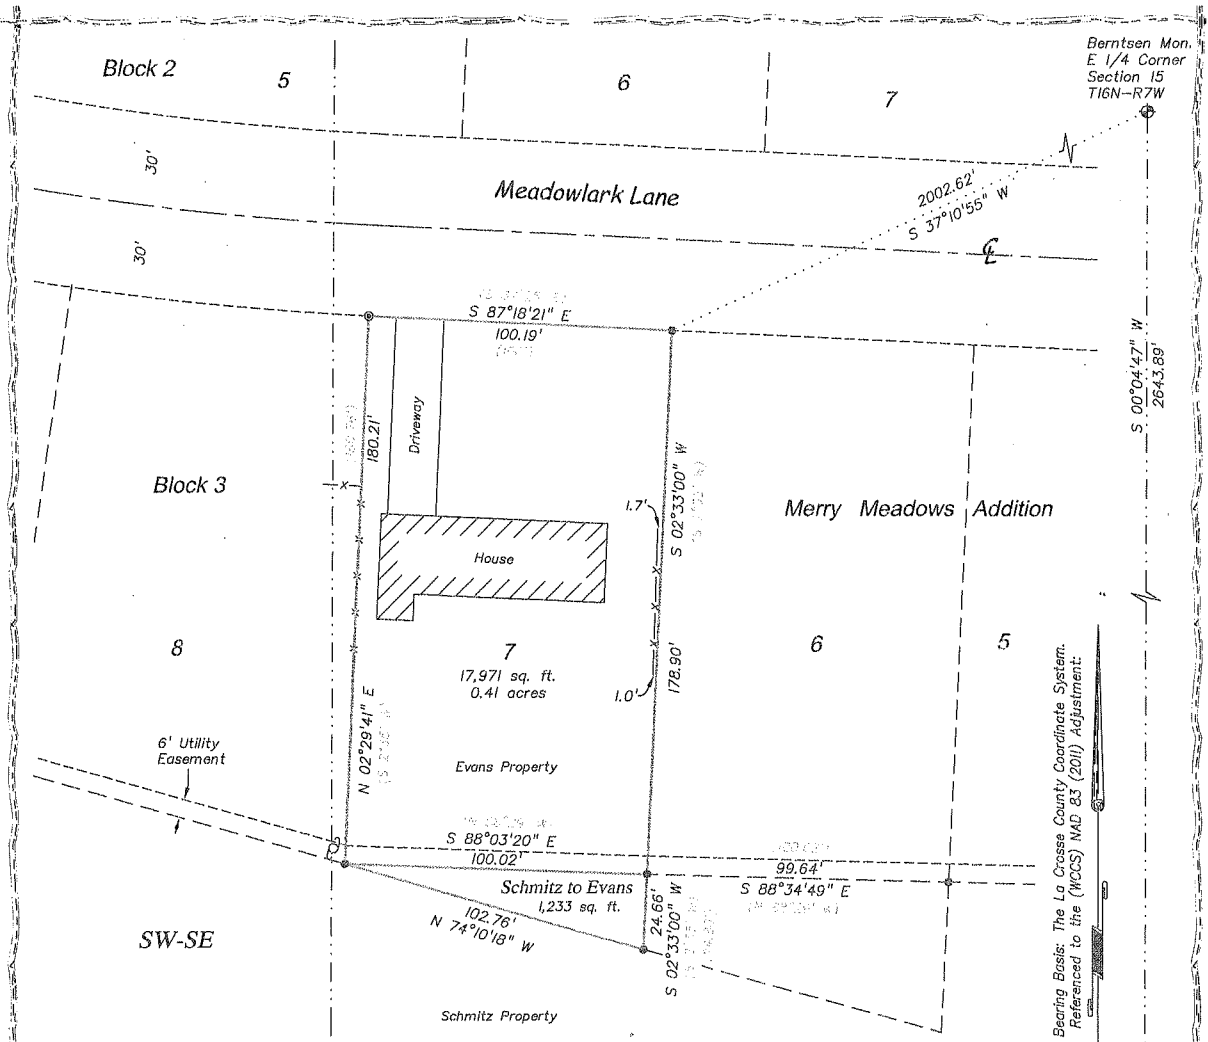 Berntsen Mon.
E 1/4 Corner
Section 15
T16N-R7W
Block 2
5
6
7
30'
Meadowlark Lane
2002.62'
S 37°10'55" W
30'
℄
S 87°18'21" E
100.19'
S 00°04'47" W
2643.89'
180.21'
Driveway
S 02°33'00" W
Block 3
1.7'
Merry Meadows Addition
House
8
7
17,971 sq. ft.
0.41 acres
6
5
178.90'
1.0'
N 02°29'41" E
6' Utility
Easement
Evans Property
S 88°03'20" E
100.02'
99.64'
S 88°34'49" E
Schmitz to Evans
1,233 sq. ft.
24.66'
S 02°33'00" W
102.76'
N 74°10'18" W
SW-SE
Schmitz Property
Bearing Basis: The La Crosse County Coordinate System.
Referenced to the (WCCS) NAD 83 (2011) Adjustment: